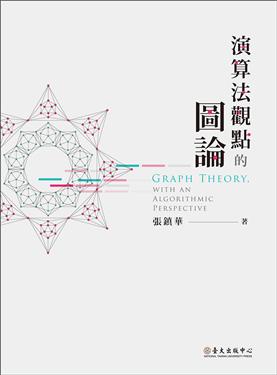 演算法觀點的
圖論
GRAPH THEORY,
WITH AN
ALGORITHMIC
PERSPECTIVE
張鎮華 著
臺大出版中心
NATIONAL TAIWAN UNIVERSITY PRESS